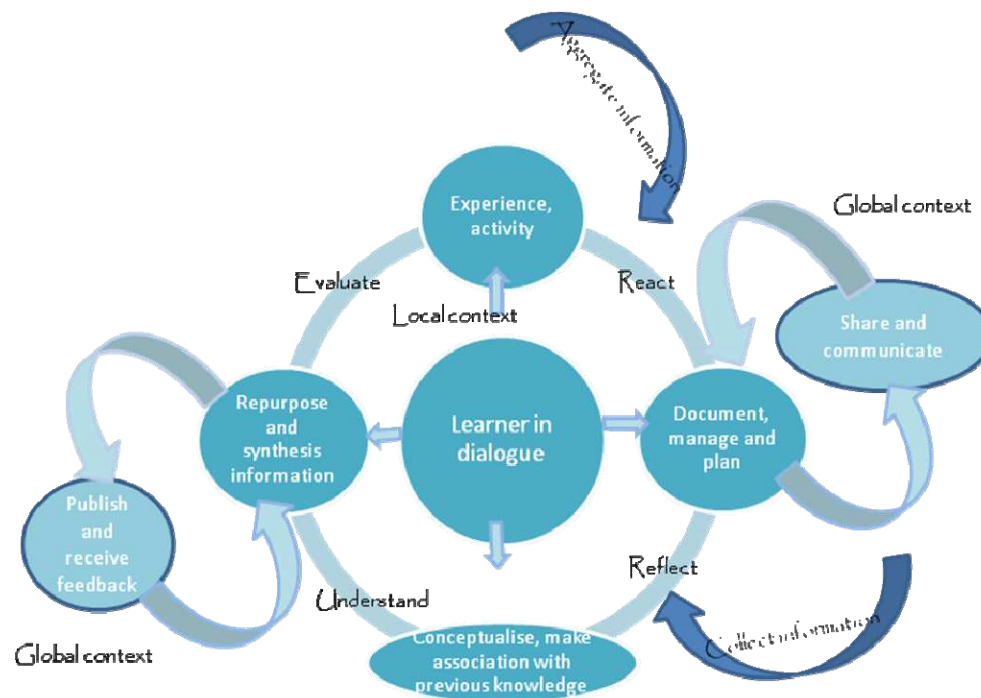 Aggregate information
Experience,
activity
Global context
Evaluate
React
Local context
Share and
communicate
Repurpose
and
synthesis
information
Learner in
dialogue
Document,
manage and
plan
Publish
and
receive
feedback
Reflect
Understand
Collect information
Global context
Conceptualise, make
association with
previous knowledge